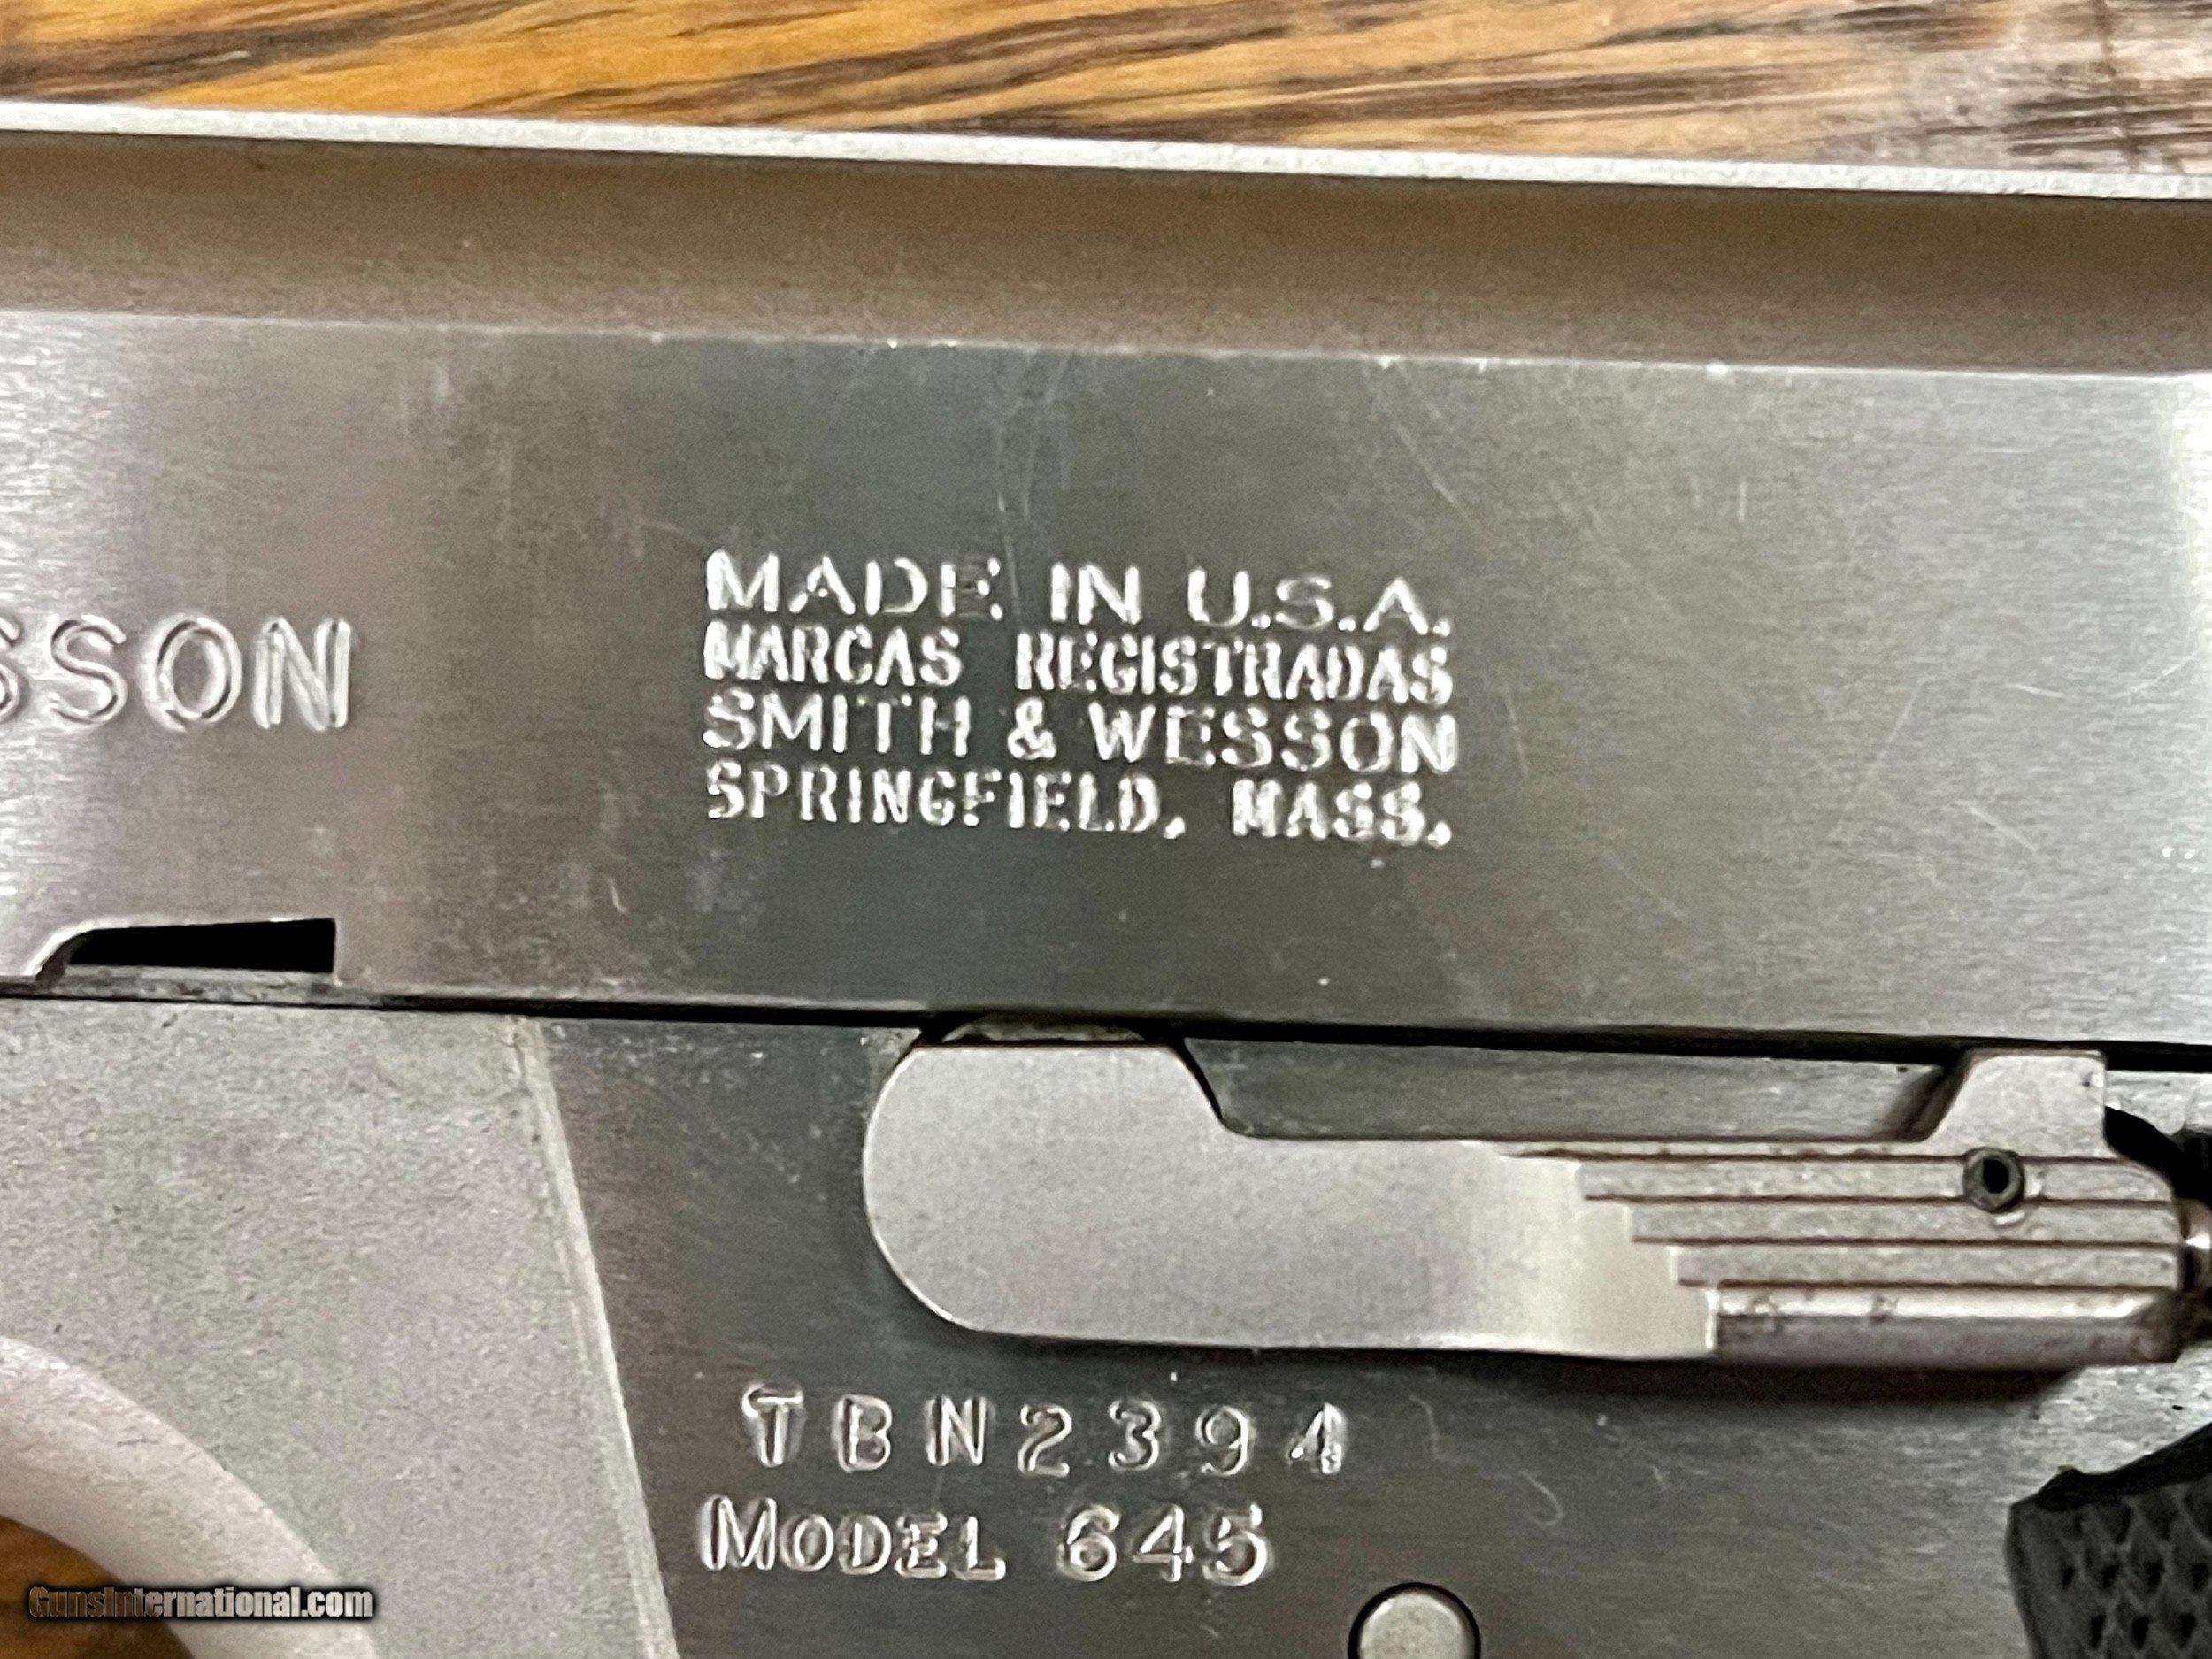 SSON
MADE IN U.S.A.
MARCAS REGISTRADAS
SMITH & WESSON
SPRINGFIELD, MASS.
TBN2394
MODEL 645
GunsInternational.com